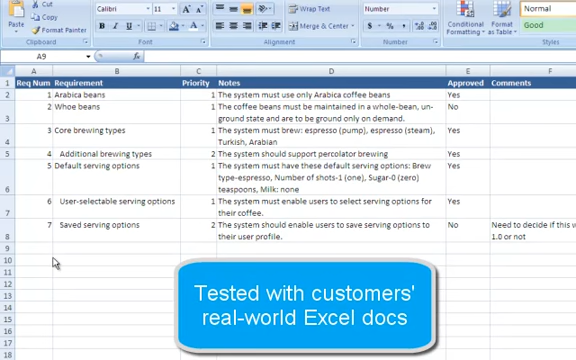 Cut
Copy
Paste
Format Painter
Clipboard
Calibri 11
B I U
Font
Wrap Text
Merge & Center
Alignment
Number
$ % ,
Number
Conditional Formatting
Format as Table
Normal
Good
Styles
A9 fx
A B C D E F
1 Req Num Requirement Priority Notes Approved Comments
2 1 Arabica beans 1 The system must use only Arabica coffee beans Yes
2 Whoe beans 1 The coffee beans must be maintained in a whole-bean, un- No
3 ground state and are to be ground only on demand.
3 Core brewing types 1 The system must brew: espresso (pump), espresso (steam), Yes
4 Turkish, Arabian
5 4 Additional brewing types 2 The system should support percolator brewing Yes
5 Default serving options 1 The system must have these default serving options: Brew Yes
type-espresso, Number of shots-1 (one), Sugar-0 (zero)
6 teaspoons, Milk: none
6 User-selectable serving options 1 The system must enable users to select serving options for Yes
7 their coffee.
7 Saved serving options 2 The system should enable users to save serving options to No Need to decide if this w
8 their user profile. 1.0 or not
9
10
11
12
13
14
15
16
17
18
Tested with customers'
real-world Excel docs